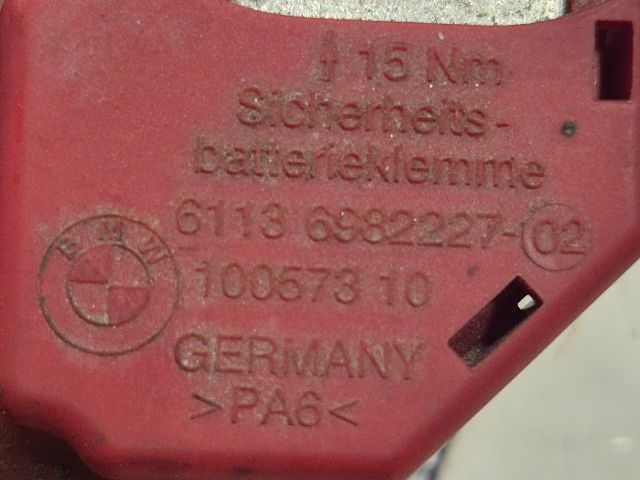 15 Nm
Sicherheits-
batterieklemme
6113 6982227-02
BMW
100573 10
GERMANY
>PA6<